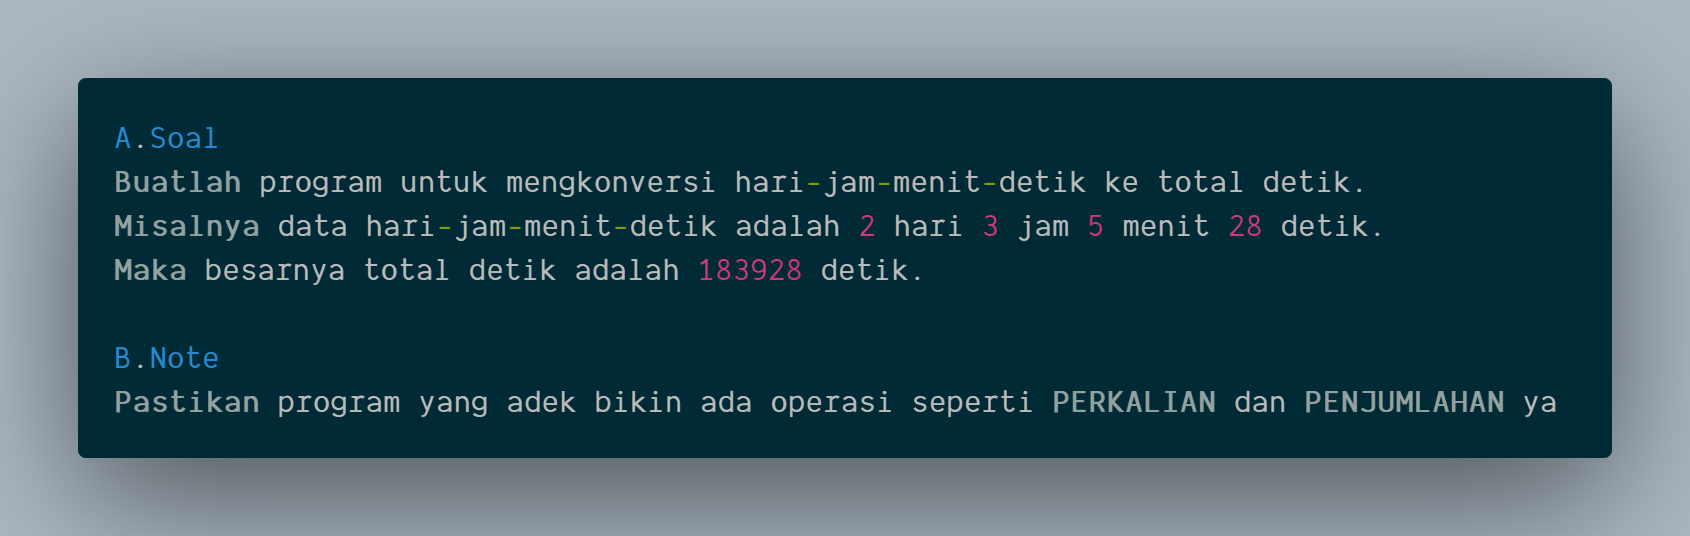 A.Soal
Buatlah program untuk mengkonversi hari-jam-menit-detik ke total detik.
Misalnya data hari-jam-menit-detik adalah 2 hari 3 jam 5 menit 28 detik.
Maka besarnya total detik adalah 183928 detik.
B.Note
Pastikan program yang adek bikin ada operasi seperti PERKALIAN dan PENJUMLAHAN ya